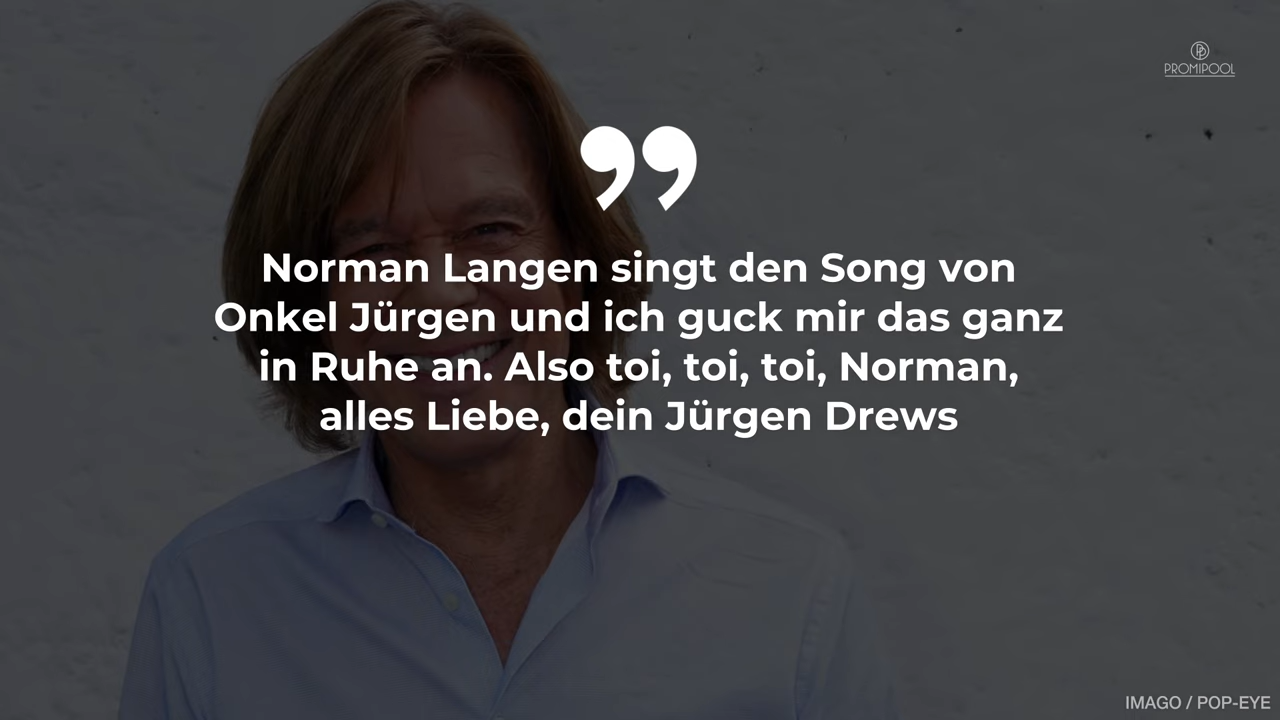 PROMIPOOL
”
Norman Langen singt den Song von
Onkel Jürgen und ich guck mir das ganz
in Ruhe an. Also toi, toi, toi, Norman,
alles Liebe, dein Jürgen Drews
IMAGO / POP-EYE